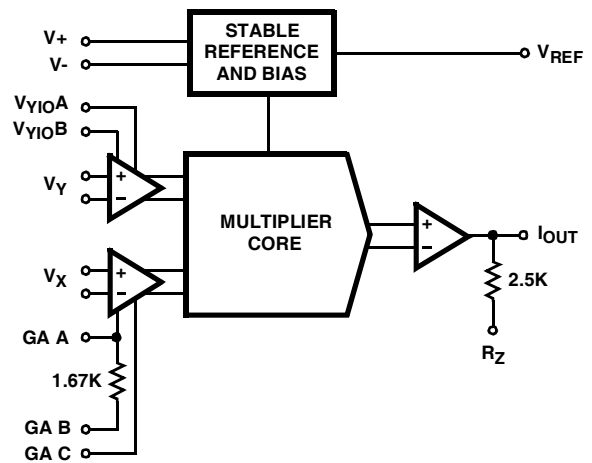 V+
V-
STABLE
REFERENCE
AND BIAS
VREF
VYIOA
VYIOB
VY
+
−
MULTIPLIER
CORE
+
−
IOUT
2.5K
RZ
VX
+
−
GA A
1.67K
GA B
GA C